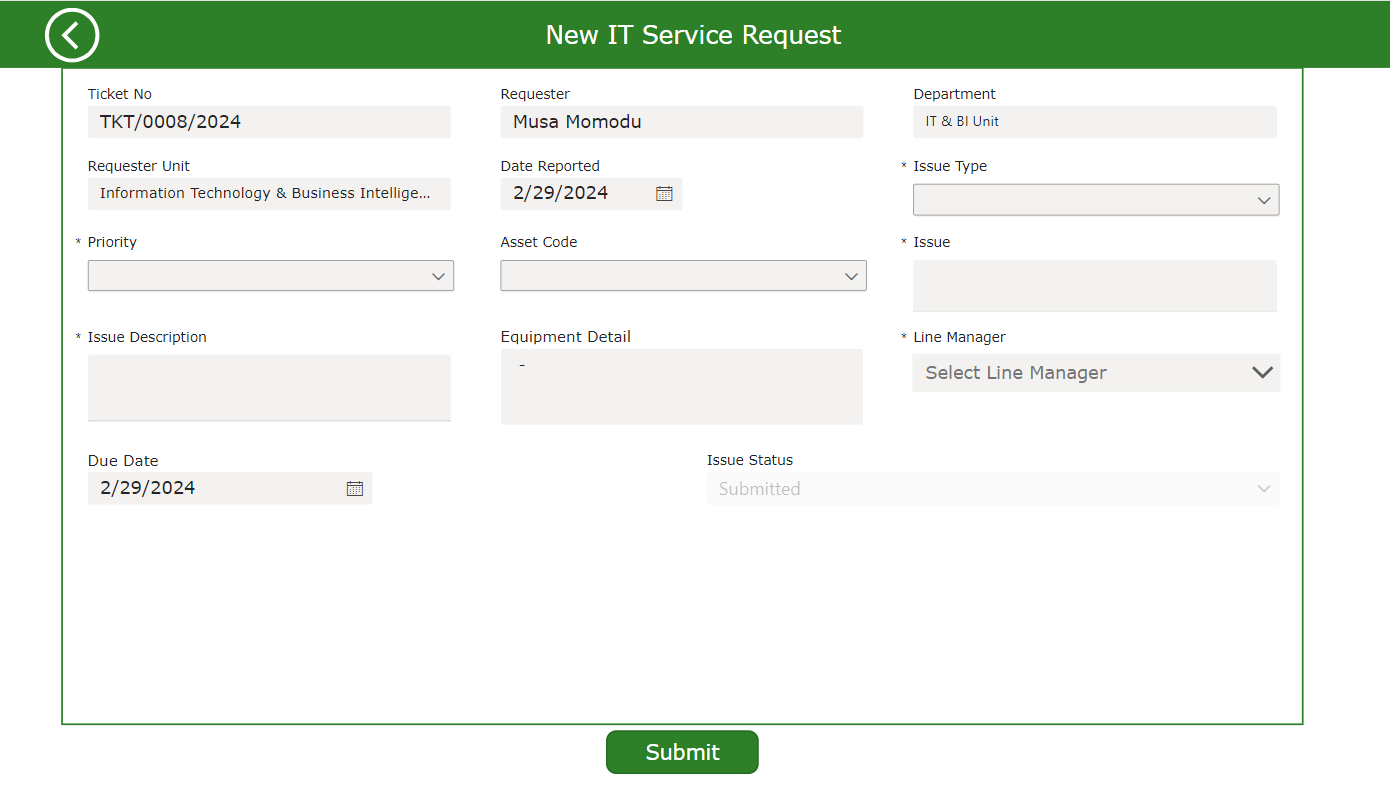 New IT Service Request
Ticket No
Requester
Department
TKT/0008/2024
Musa Momodu
IT & BI Unit
Requester Unit
Date Reported
* Issue Type
Information Technology & Business Intellige...
2/29/2024
* Priority
Asset Code
* Issue
* Issue Description
Equipment Detail
* Line Manager
-
Select Line Manager
Due Date
Issue Status
2/29/2024
Submitted
Submit